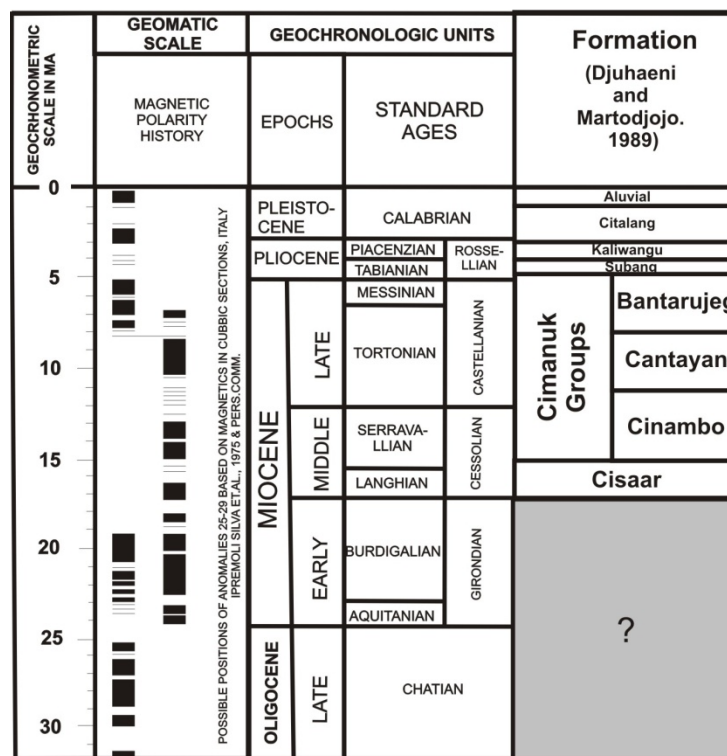 GEOCRHONOMETRIC
SCALE IN MA
GEOMATIC
SCALE
GEOCHRONOLOGIC UNITS
Formation
(Djuhaeni
and
Martodjojo.
1989)
MAGNETIC
POLARITY
HISTORY
EPOCHS
STANDARD
AGES
0
5
10
15
20
25
30
POSSIBLE POSITIONS OF ANOMALIES 25-29 BASED ON MAGNETICS IN CUBBIC SECTIONS, ITALY
IPREMOLI SILVA ET.AL., 1975 & PERS.COMM.
PLEISTO-
CENE
CALABRIAN
PLIOCENE
PIACENZIAN
TABIANIAN
ROSSE-
LLIAN
MIOCENE
LATE
MESSINIAN
TORTONIAN
CASTELLANIAN
MIDDLE
SERRAVA-
LLIAN
LANGHIAN
CESSOLIAN
EARLY
BURDIGALIAN
AQUITANIAN
GIRONDIAN
OLIGOCENE
LATE
CHATIAN
Aluvial
Citalang
Kaliwangu
Subang
Cimanuk
Groups
Bantarujeg
Cantayan
Cinambo
Cisaar
?